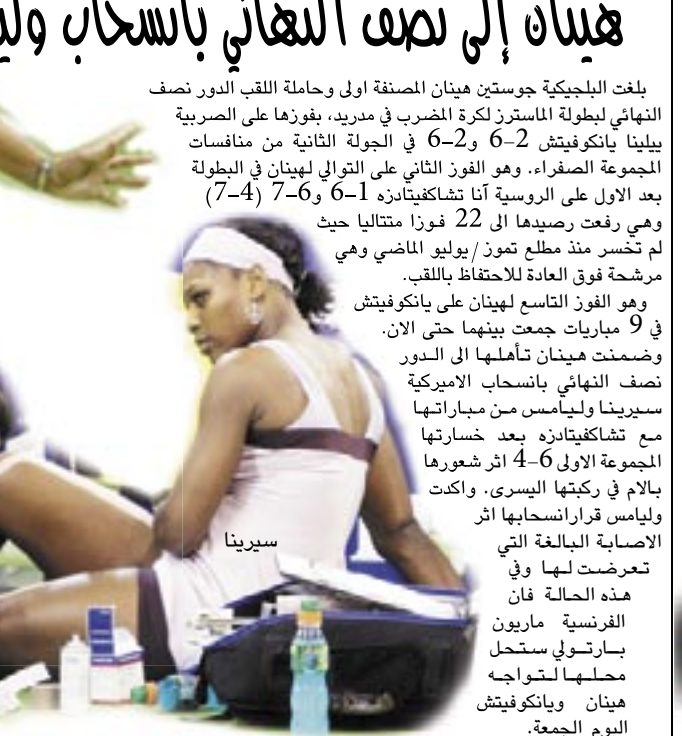 هينان إلى نصف النهائي بانسحاب
بلغت البلجيكية جوستين هينان المصنفة اولى وحاملة اللقب الدور نصف
النهائي لبطولة الماسترز لكرة المضرب في مدريد، بفوزها على الصربية
ييلينا يانكوفيتش 2–6 و2–6 في الجولة الثانية من منافسات
المجموعة الصفراء. وهو الفوز الثاني على التوالي لهينان في البطولة
بعد الاول على الروسية آنا تشاكفيتادزه 1–6 و6–7 (4–7)
وهي رفعت رصيدها الى 22 فوزا متتاليا حيث
لم تخسر منذ مطلع تموز/يوليو الماضي وهي
مرشحة فوق العادة للاحتفاظ باللقب.
وهو الفوز التاسع لهينان على يانكوفيتش
في 9 مباريات جمعت بينهما حتى الان.
وضمنت هينان تأهلها الى الدور
نصف النهائي بانسحاب الاميركية
سيرينا وليامس من مباراتها
مع تشاكفيتادزه بعد خسارتها
المجموعة الاولى 6–4 اثر شعورها
بالام في ركبتها اليسرى. واكدت
وليامس قرارانسحابها اثر
الاصابة البالغة التي
تعرضت لها وفي
هذه الحالة فان
الفرنسية ماريون
بارتولي ستحل
محلها لتواجه
هينان ويانكوفيتش
اليوم الجمعة.
سيرينا